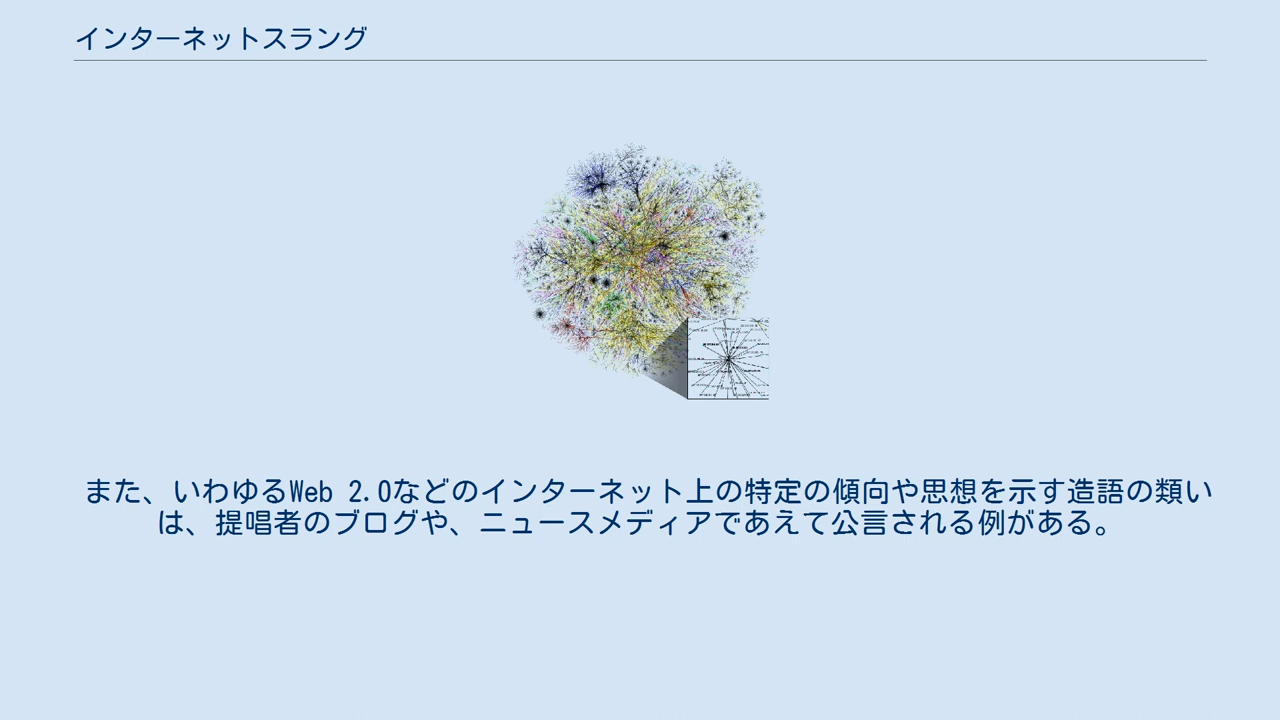 インターネットスラング
また、いわゆるWeb 2.0などのインターネット上の特定の傾向や思想を示す造語の類い
は、提唱者のブログや、ニュースメディアであえて公言される例がある。